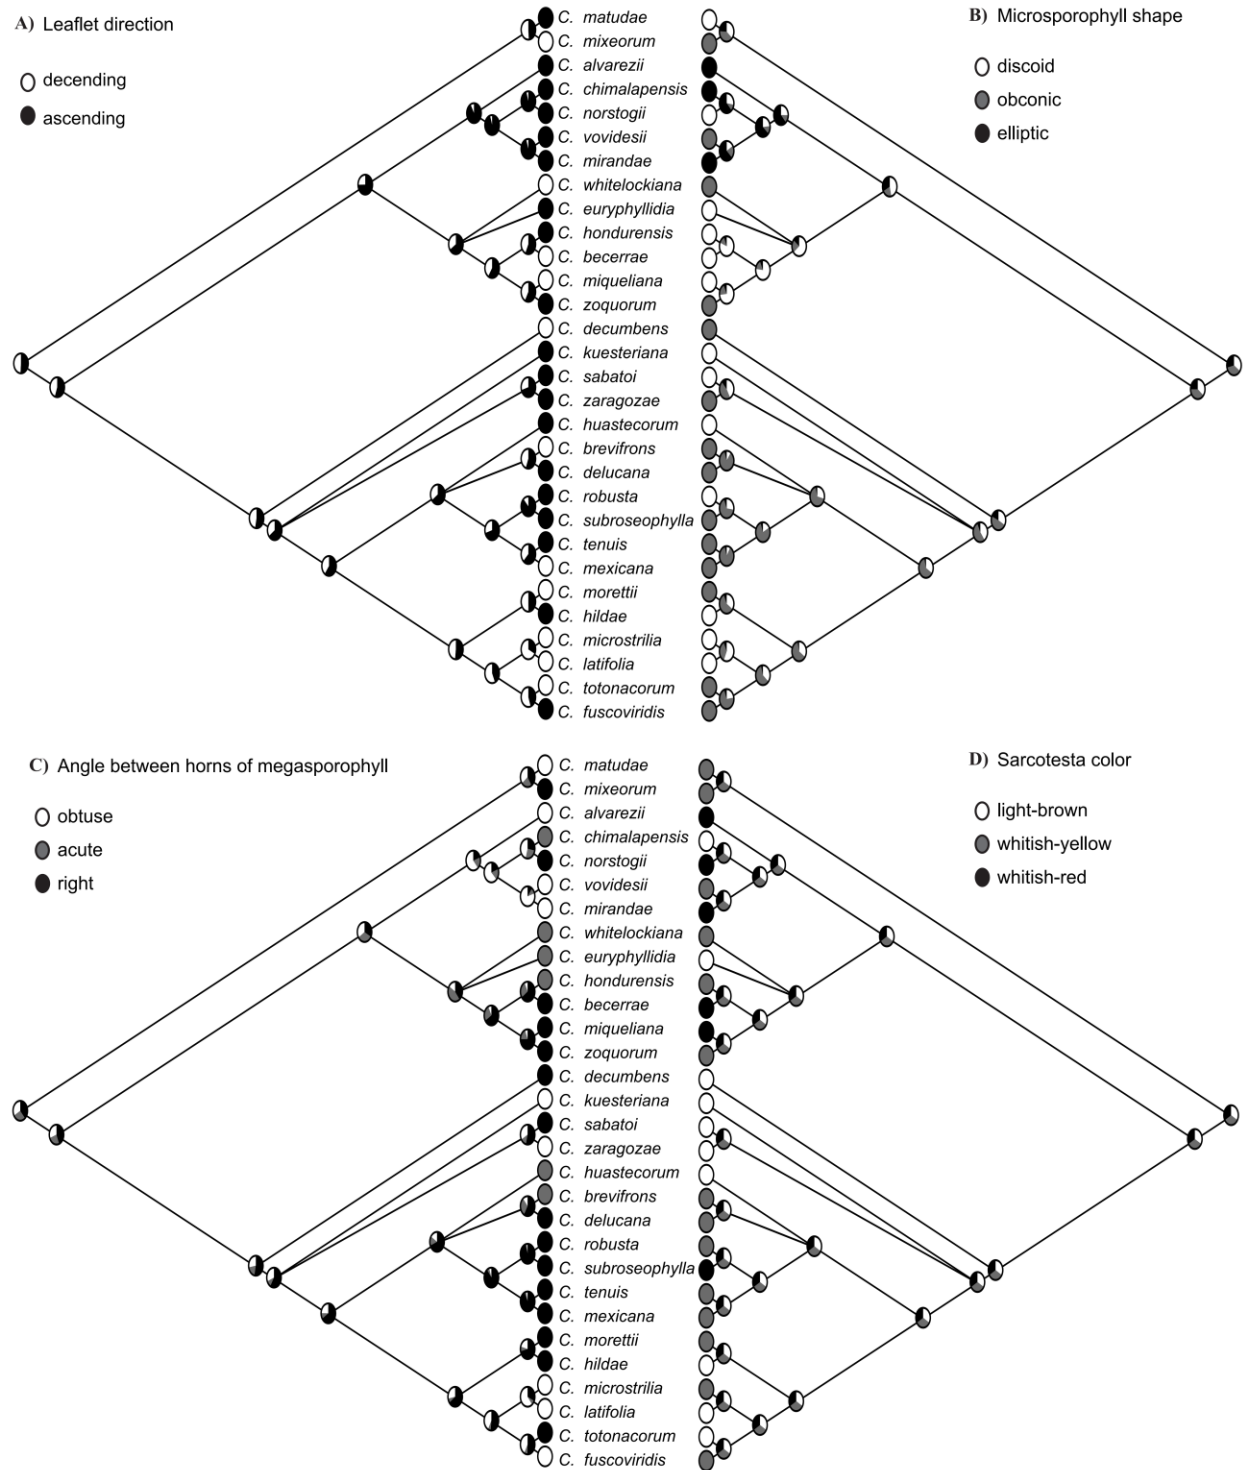 A) Leaflet direction
decending
ascending
B) Microsporophyll shape
discoid
obconic
elliptic
C. matudae
C. mixeorum
C. alvarezii
C. chimalapensis
C. norstogii
C. vovidesii
C. mirandae
C. whitelockiana
C. euryphyllidia
C. hondurensis
C. becerrae
C. miqueliana
C. zoquorum
C. decumbens
C. kuesteriana
C. sabatoi
C. zaragozae
C. huastecorum
C. brevifrons
C. delucana
C. robusta
C. subroseophylla
C. tenuis
C. mexicana
C. morettii
C. hildae
C. microstrilia
C. latifolia
C. totonacorum
C. fuscoviridis
C) Angle between horns of megasporophyll
obtuse
acute
right
D) Sarcotesta color
light-brown
whitish-yellow
whitish-red
C. matudae
C. mixeorum
C. alvarezii
C. chimalapensis
C. norstogii
C. vovidesii
C. mirandae
C. whitelockiana
C. euryphyllidia
C. hondurensis
C. becerrae
C. miqueliana
C. zoquorum
C. decumbens
C. kuesteriana
C. sabatoi
C. zaragozae
C. huastecorum
C. brevifrons
C. delucana
C. robusta
C. subroseophylla
C. tenuis
C. mexicana
C. morettii
C. hildae
C. microstrilia
C. latifolia
C. totonacorum
C. fuscoviridis